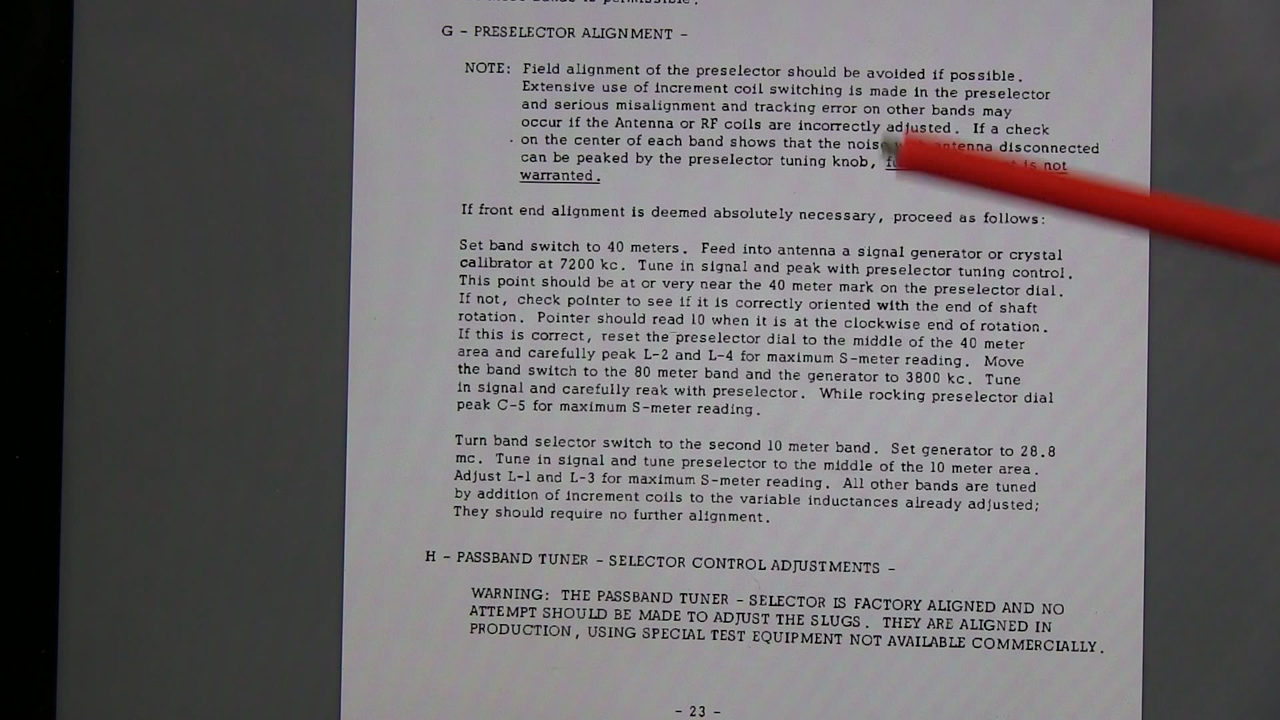 bands is permissible.
G - PRESELECTOR ALIGNMENT -
NOTE: Field alignment of the preselector should be avoided if possible.
Extensive use of increment coil switching is made in the preselector
and serious misalignment and tracking error on other bands may
occur if the Antenna or RF coils are incorrectly adjusted. If a check
on the center of each band shows that the noise antenna disconnected
can be peaked by the preselector tuning knob, is not
warranted.
If front end alignment is deemed absolutely necessary, proceed as follows:
Set band switch to 40 meters. Feed into antenna a signal generator or crystal
calibrator at 7200 kc. Tune in signal and peak with preselector tuning control.
This point should be at or very near the 40 meter mark on the preselector dial.
If not, check pointer to see if it is correctly oriented with the end of shaft
rotation. Pointer should read 10 when it is at the clockwise end of rotation.
If this is correct, reset the preselector dial to the middle of the 40 meter
area and carefully peak L-2 and L-4 for maximum S-meter reading. Move
the band switch to the 80 meter band and the generator to 3800 kc. Tune
in signal and carefully reak with preselector. While rocking preselector dial
peak C-5 for maximum S-meter reading.
Turn band selector switch to the second 10 meter band. Set generator to 28.8
mc. Tune in signal and tune preselector to the middle of the 10 meter area.
Adjust L-1 and L-3 for maximum S-meter reading. All other bands are tuned
by addition of increment coils to the variable inductances already adjusted;
They should require no further alignment.
H - PASSBAND TUNER - SELECTOR CONTROL ADJUSTMENTS -
WARNING: THE PASSBAND TUNER - SELECTOR IS FACTORY ALIGNED AND NO
ATTEMPT SHOULD BE MADE TO ADJUST THE SLUGS. THEY ARE ALIGNED IN
PRODUCTION, USING SPECIAL TEST EQUIPMENT NOT AVAILABLE COMMERCIALLY.
- 23 -